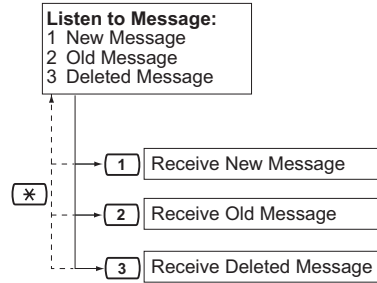 Listen to Message:
1 New Message
2 Old Message
3 Deleted Message
1 Receive New Message
* 
2 Receive Old Message
3 Receive Deleted Message